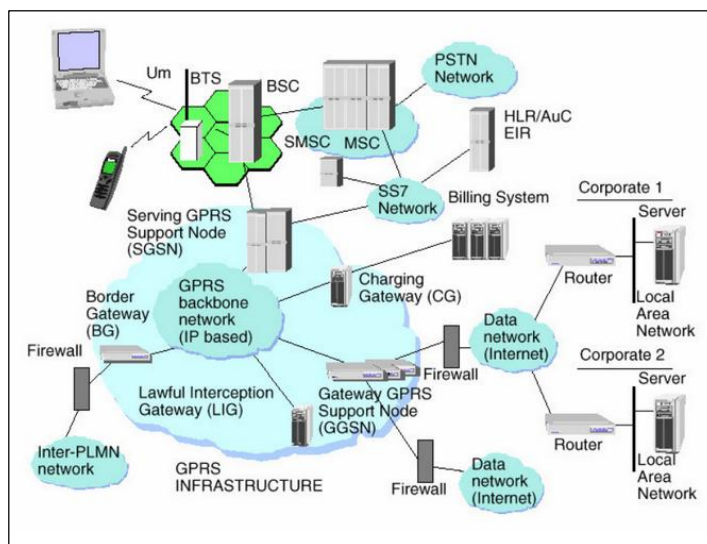 Um
BTS
BSC
PSTN
Network
SMSC
MSC
HLR/AuC
EIR
SS7
Network
Billing System
Corporate 1
Server
Router
Local
Area
Network
Serving GPRS
Support Node
(SGSN)
GPRS
backbone
network
(IP based)
Charging
Gateway (CG)
Border
Gateway
(BG)
Firewall
Data
network
(Internet)
Firewall
Corporate 2
Server
Router
Local
Area
Network
Lawful Interception
Gateway (LIG)
Gateway GPRS
Support Node
(GGSN)
Inter-PLMN
network
GPRS
INFRASTRUCTURE
Firewall
Data
network
(Internet)